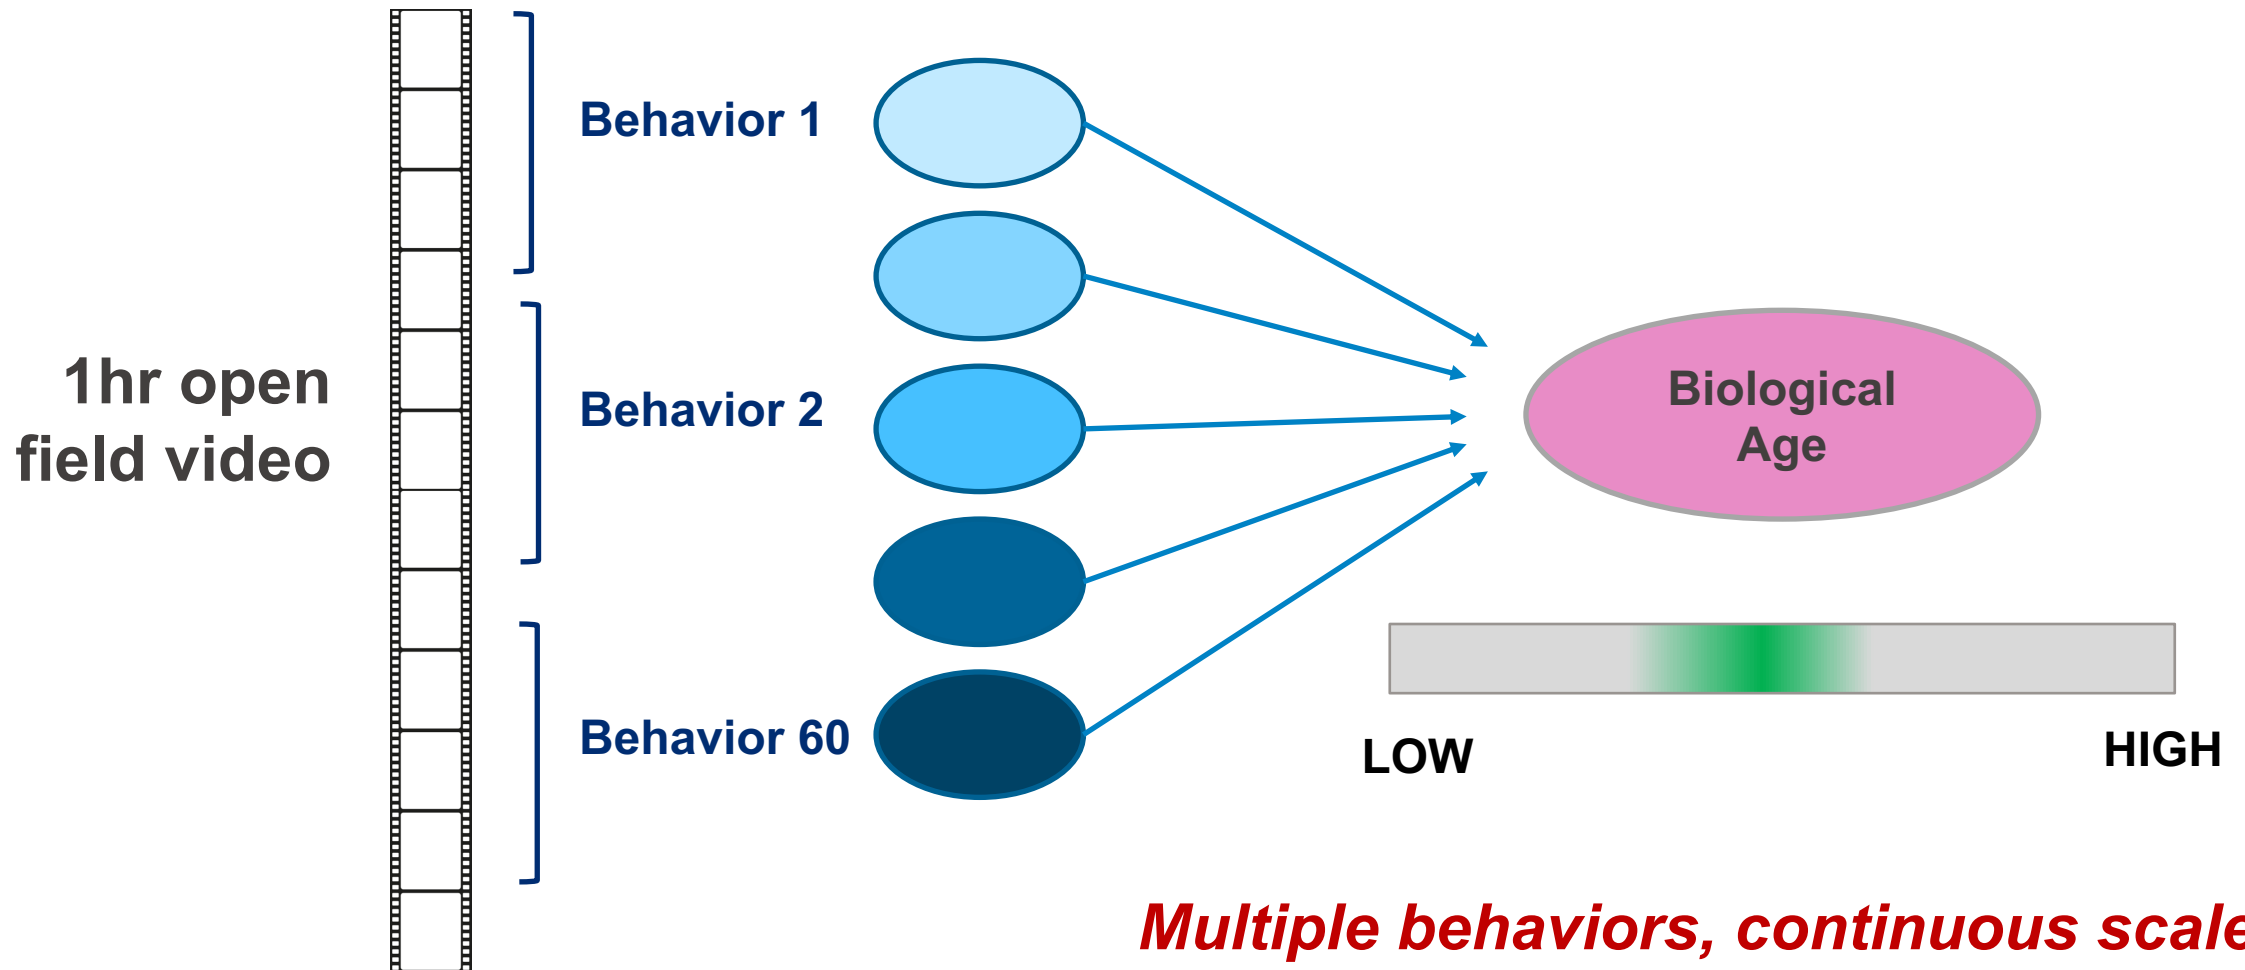 1hr open
field video
Behavior 1
Behavior 2
Behavior 60
Biological
Age
LOW
HIGH
Multiple behaviors, continuous scale